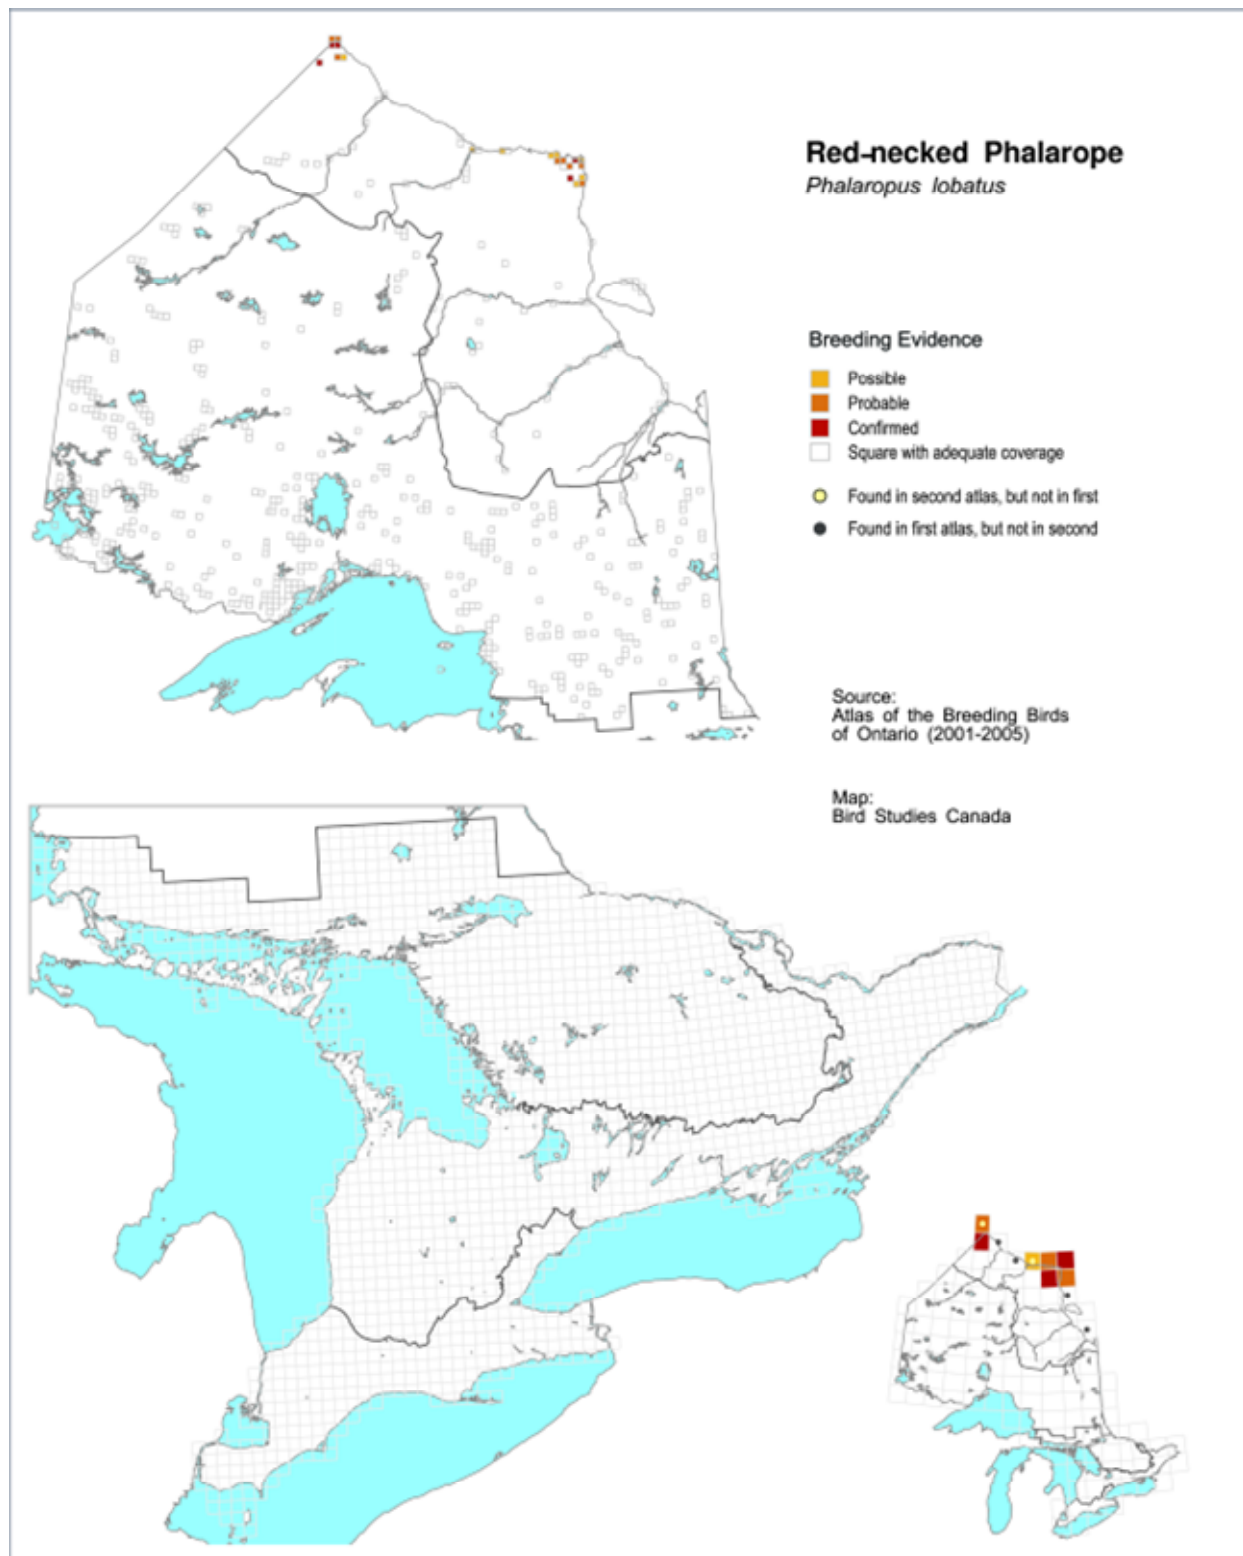 Red-necked Phalarope
Phalaropus lobatus
Breeding Evidence
Possible
Probable
Confirmed
Square with adequate coverage
Found in second atlas, but not in first
Found in first atlas, but not in second
Source:
Atlas of the Breeding Birds
of Ontario (2001-2005)
Map:
Bird Studies Canada